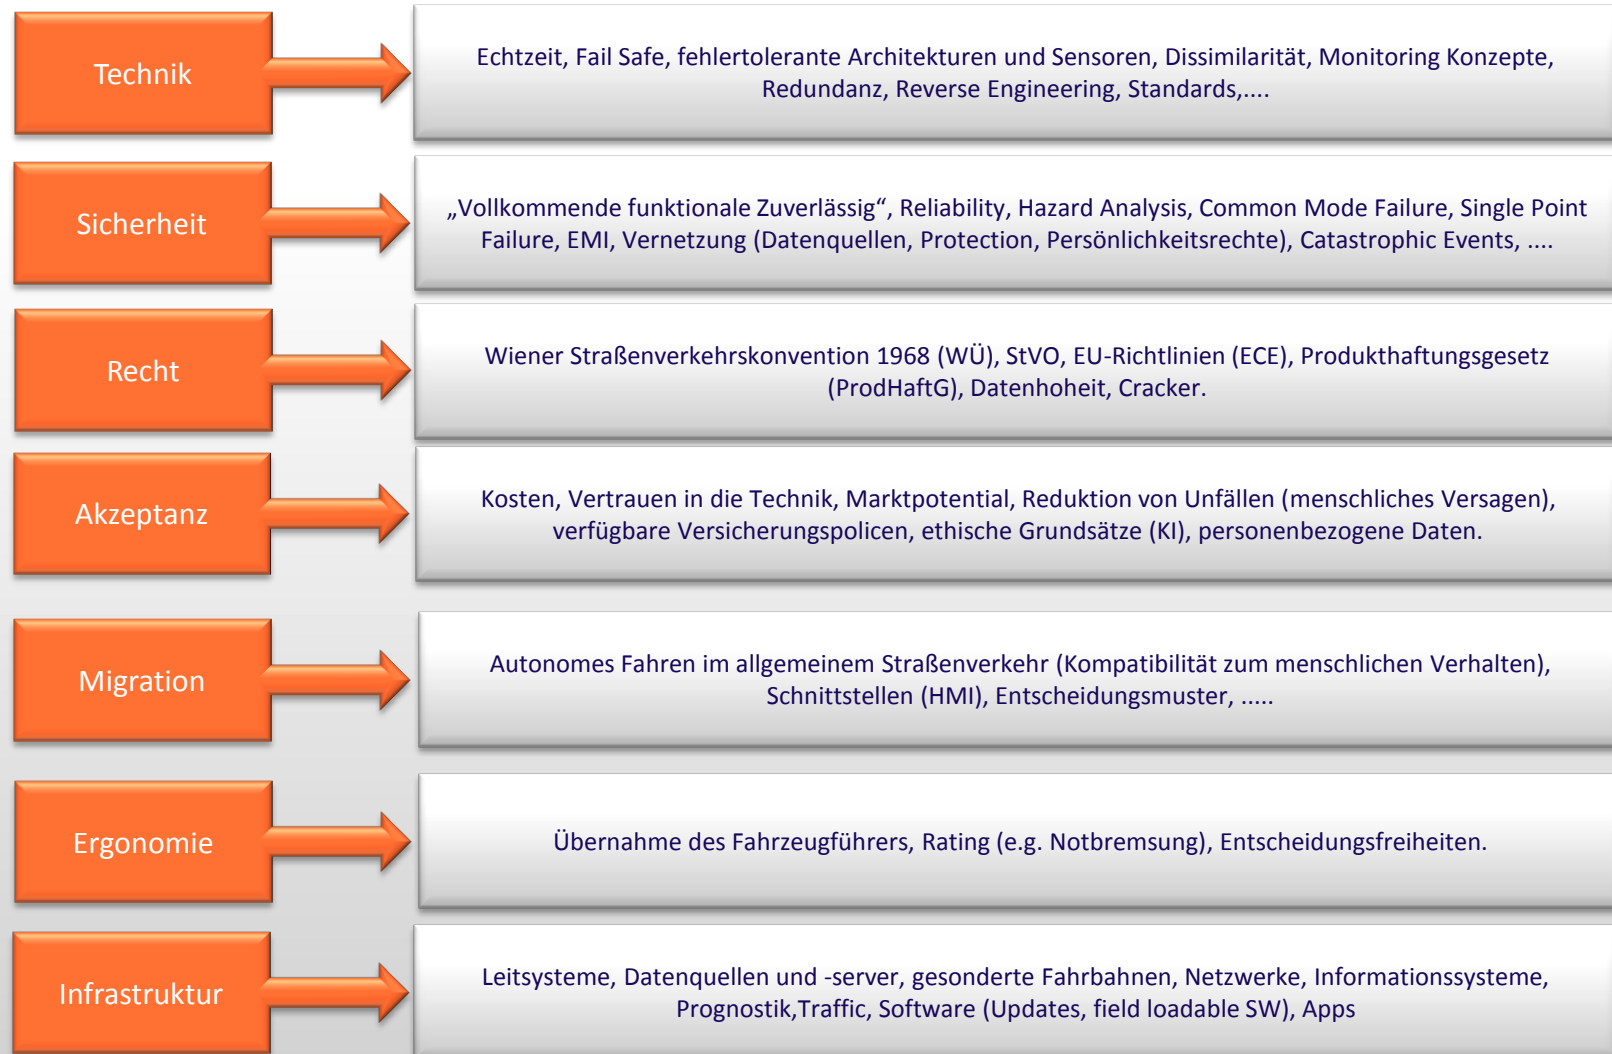 Technik
Echtzeit, Fail Safe, fehlertolerante Architekturen und Sensoren, Dissimilarität, Monitoring Konzepte,
Redundanz, Reverse Engineering, Standards,....
Sicherheit
„Vollkommende funktionale Zuverlässig“, Reliability, Hazard Analysis, Common Mode Failure, Single Point
Failure, EMI, Vernetzung (Datenquellen, Protection, Persönlichkeitsrechte), Catastrophic Events, ....
Recht
Wiener Straßenverkehrskonvention 1968 (WÜ), StVO, EU-Richtlinien (ECE), Produkthaftungsgesetz
(ProdHaftG), Datenhoheit, Cracker.
Akzeptanz
Kosten, Vertrauen in die Technik, Marktpotential, Reduktion von Unfällen (menschliches Versagen),
verfügbare Versicherungspolicen, ethische Grundsätze (KI), personenbezogene Daten.
Migration
Autonomes Fahren im allgemeinem Straßenverkehr (Kompatibilität zum menschlichen Verhalten),
Schnittstellen (HMI), Entscheidungsmuster, .....
Ergonomie
Übernahme des Fahrzeugführers, Rating (e.g. Notbremsung), Entscheidungsfreiheiten.
Infrastruktur
Leitsysteme, Datenquellen und -server, gesonderte Fahrbahnen, Netzwerke, Informationssysteme,
Prognostik,Traffic, Software (Updates, field loadable SW), Apps